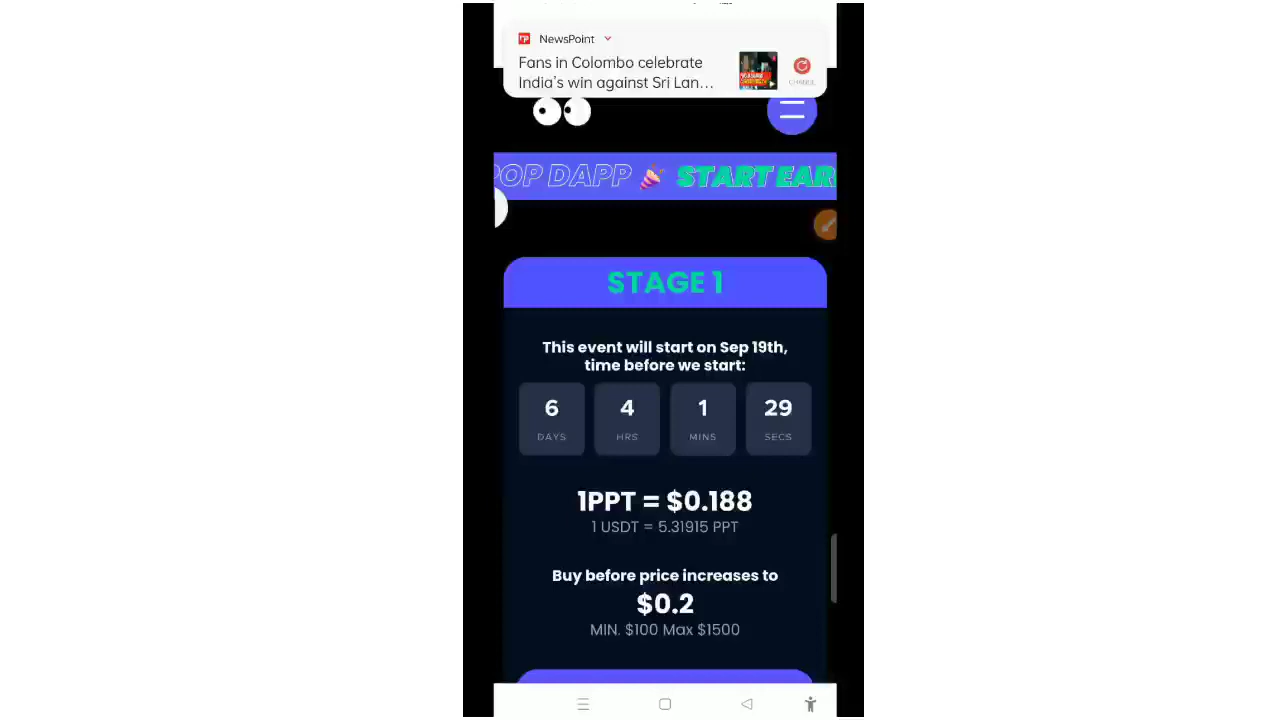 NewsPoint
Fans in Colombo celebrate
India's win against Sri Lan...
CHANGE
POP DAPP 🎉 START EAR
STAGE 1
This event will start on Sep 19th,
time before we start:
6 4 1 29
DAYS HRS MINS SECS
1PPT = $0.188
1 USDT = 5.31915 PPT
Buy before price increases to
$0.2
MIN. $100 Max $1500